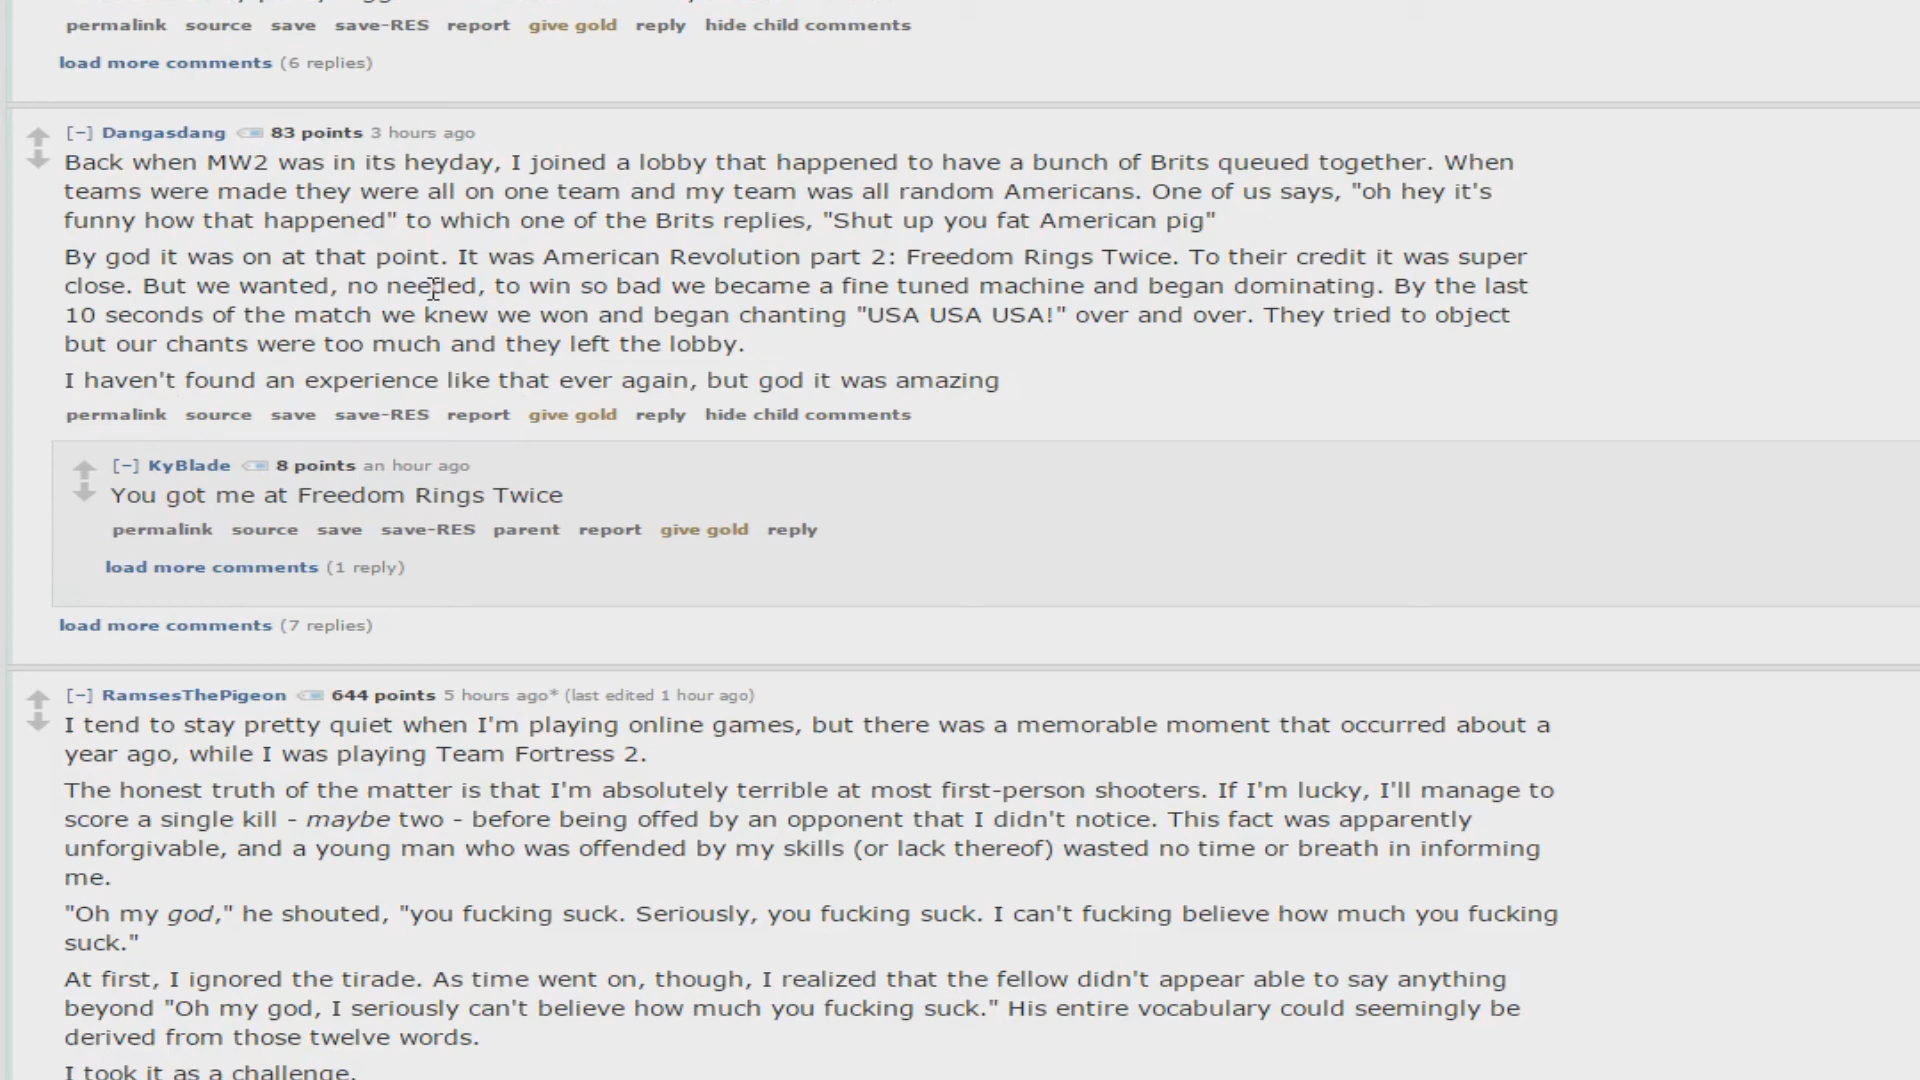 permalink source save save-RES report give gold reply hide child comments
load more comments (6 replies)
[−] Dangasdang 83 points 3 hours ago
Back when MW2 was in its heyday, I joined a lobby that happened to have a bunch of Brits queued together. When
teams were made they were all on one team and my team was all random Americans. One of us says, "oh hey it's
funny how that happened" to which one of the Brits replies, "Shut up you fat American pig"
By god it was on at that point. It was American Revolution part 2: Freedom Rings Twice. To their credit it was super
close. But we wanted, no needed, to win so bad we became a fine tuned machine and began dominating. By the last
10 seconds of the match we knew we won and began chanting "USA USA USA!" over and over. They tried to object
but our chants were too much and they left the lobby.
I haven't found an experience like that ever again, but god it was amazing
permalink source save save-RES report give gold reply hide child comments
[−] KyBlade 8 points an hour ago
You got me at Freedom Rings Twice
permalink source save save-RES parent report give gold reply
load more comments (1 reply)
load more comments (7 replies)
[−] RamsesThePigeon 644 points 5 hours ago* (last edited 1 hour ago)
I tend to stay pretty quiet when I'm playing online games, but there was a memorable moment that occurred about a
year ago, while I was playing Team Fortress 2.
The honest truth of the matter is that I'm absolutely terrible at most first-person shooters. If I'm lucky, I'll manage to
score a single kill - maybe two - before being offed by an opponent that I didn't notice. This fact was apparently
unforgivable, and a young man who was offended by my skills (or lack thereof) wasted no time or breath in informing
me.
"Oh my god," he shouted, "you fucking suck. Seriously, you fucking suck. I can't fucking believe how much you fucking
suck."
At first, I ignored the tirade. As time went on, though, I realized that the fellow didn't appear able to say anything
beyond "Oh my god, I seriously can't believe how much you fucking suck." His entire vocabulary could seemingly be
derived from those twelve words.
I took it as a challenge.